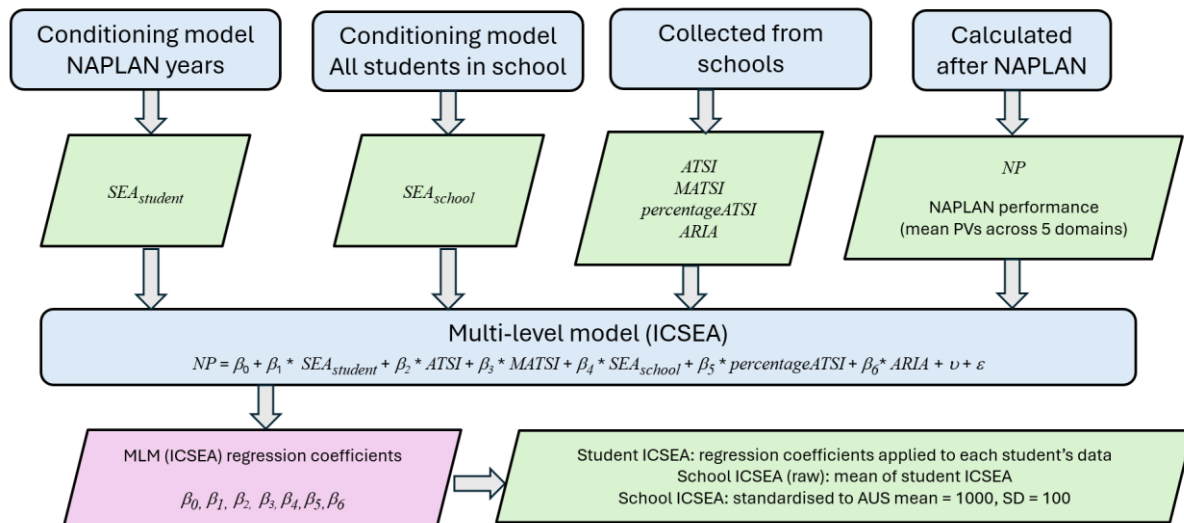 Conditioning model
NAPLAN years
Conditioning model
All students in school
Collected from
schools
Calculated
after NAPLAN
SEAstudent
SEAschool
ATSI
MATSI
percentageATSI
ARIA
NP
NAPLAN performance
(mean PVs across 5 domains)
Multi-level model (ICSEA)
NP = β0 + β1 * SEAstudent + β2 * ATSI + β3 * MATSI + β4 * SEAschool + β5 * percentageATSI + β6 * ARIA + υ + ε
MLM (ICSEA) regression coefficients
β0, β1, β2, β3, β4, β5, β6
Student ICSEA: regression coefficients applied to each student’s data
School ICSEA (raw): mean of student ICSEA
School ICSEA: standardised to AUS mean = 1000, SD = 100